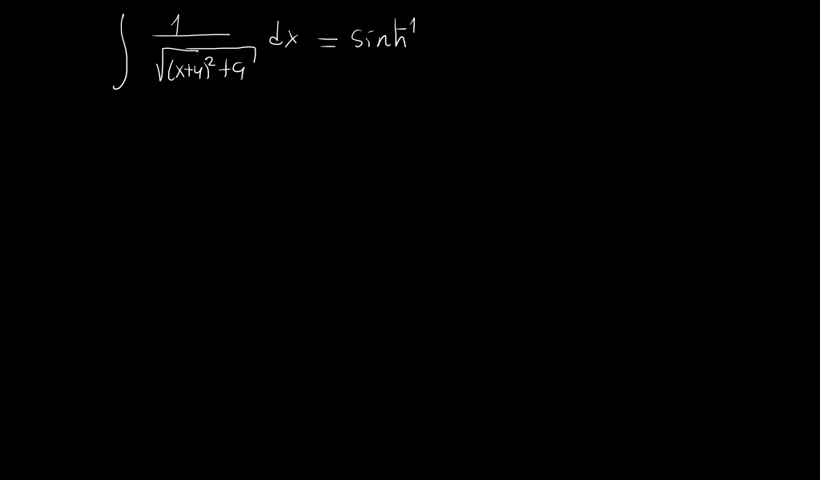 ∫ 1/√((x+4)²+9) dx = sinh⁻¹